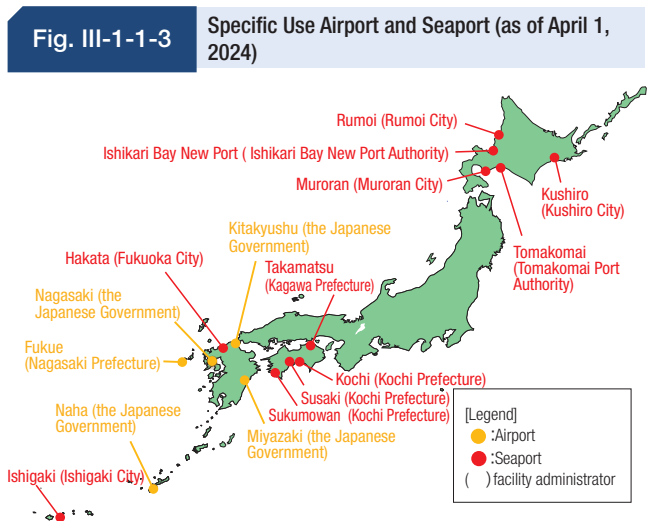 Fig. III-1-1-3
Specific Use Airport and Seaport (as of April 1,
2024)
Rumoi (Rumoi City)
Ishikari Bay New Port ( Ishikari Bay New Port Authority)
Muroran (Muroran City)
Kushiro
(Kushiro City)
Tomakomai
(Tomakomai Port
Authority)
Kitakyushu (the Japanese
Government)
Hakata (Fukuoka City)
Takamatsu
(Kagawa Prefecture)
Nagasaki (the
Japanese Government)
Fukue
(Nagasaki Prefecture)
Kochi (Kochi Prefecture)
Susaki (Kochi Prefecture)
Sukumowan (Kochi Prefecture)
Naha (the Japanese
Government)
Miyazaki (the Japanese
Government)
Ishigaki (Ishigaki City)
[Legend]
:Airport
:Seaport
( )facility administrator